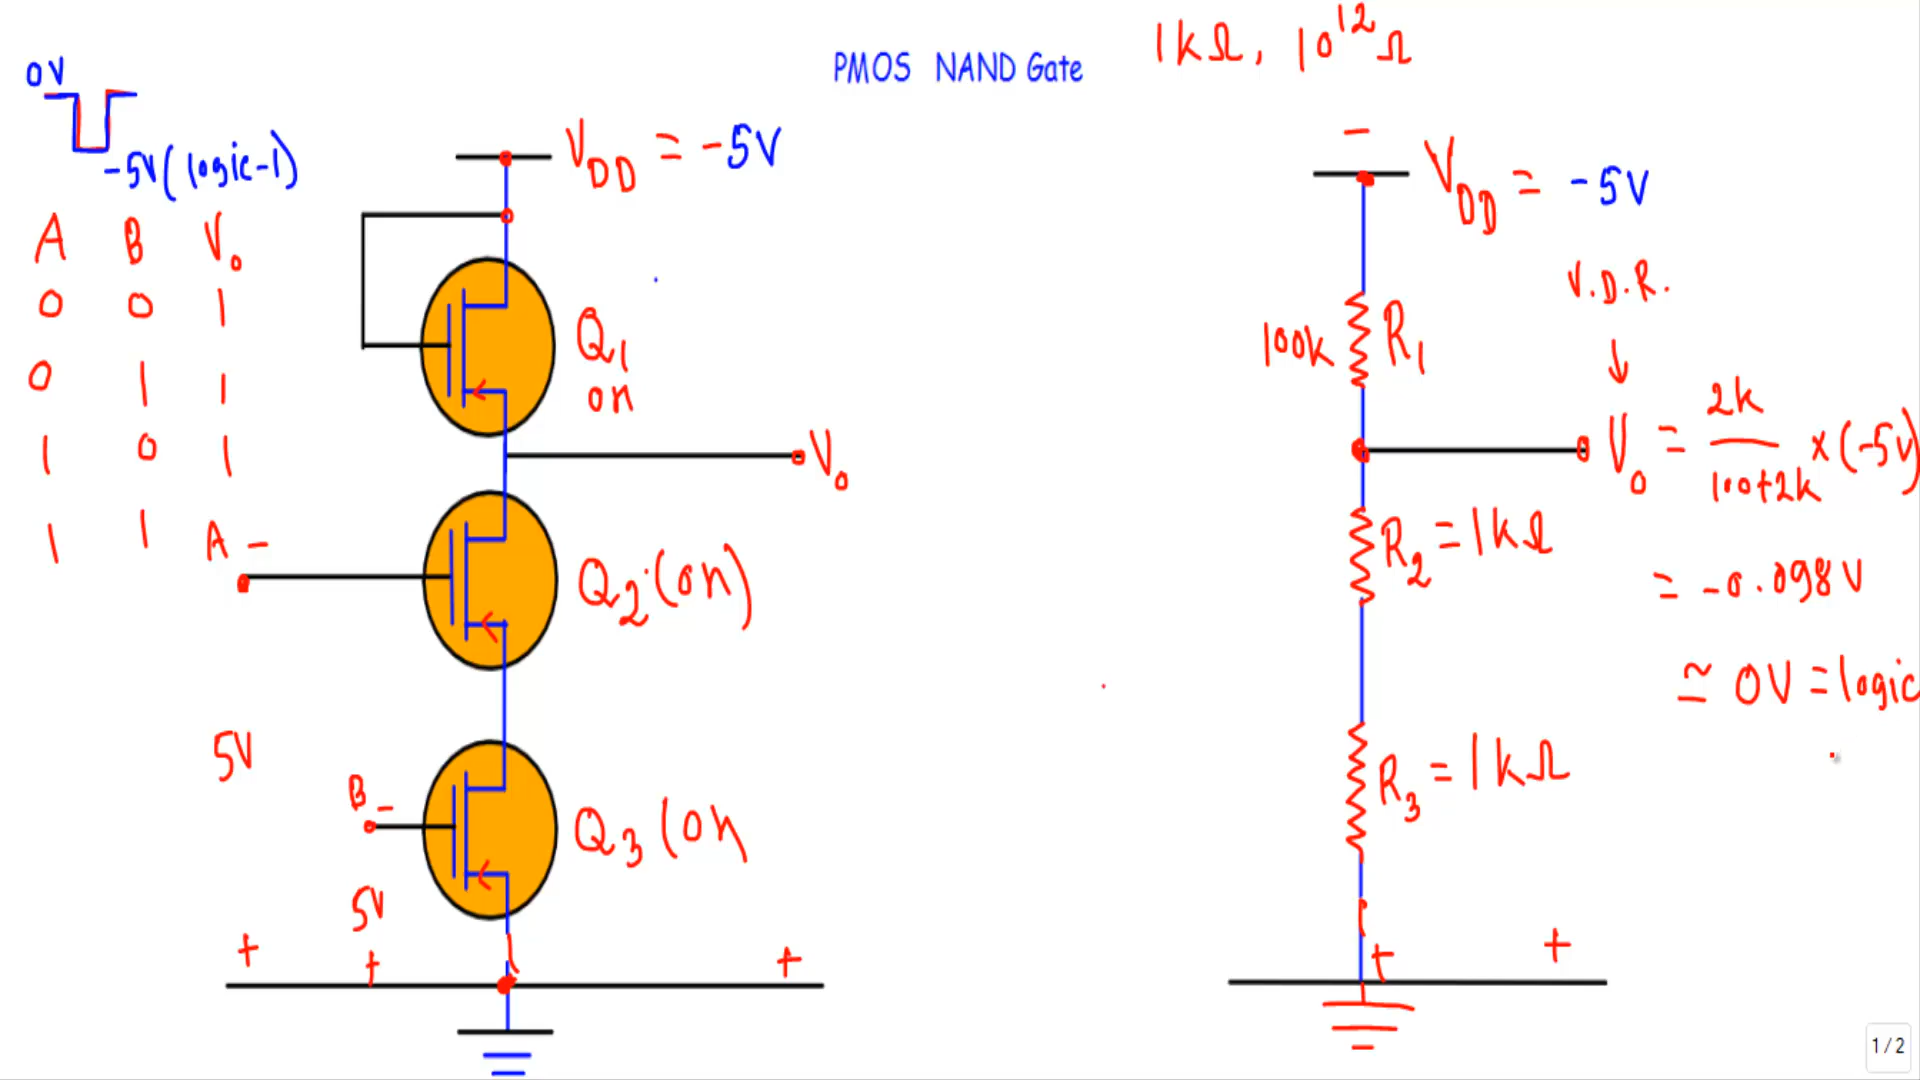 PMOS NAND Gate
1kΩ, 10¹²Ω
0V
-5V(logic-1)
A B V₀
0 0 1
0 1 1
1 0 1
1 1
V_DD = -5V
Q₁
on
V₀
A -
Q₂ (on)
5V
B -
Q₃ (on
5V
+ + +
-
V_DD = -5V
V.D.R.
↓
100k R₁
V₀ = 2k / 100+2k × (-5V)
R₂ = 1kΩ
= -0.098V
≃ 0V = logic
R₃ = 1kΩ
+ +
1 / 2